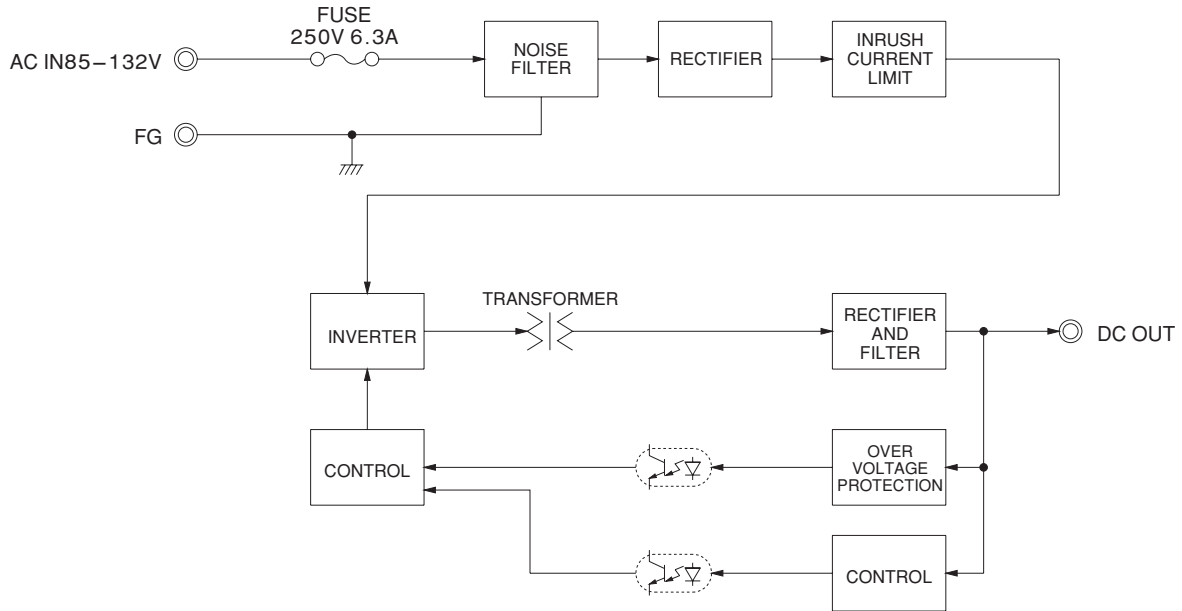 FUSE
250V 6.3A
AC IN85–132V
NOISE
FILTER
RECTIFIER
INRUSH
CURRENT
LIMIT
FG
TRANSFORMER
INVERTER
RECTIFIER
AND
FILTER
DC OUT
CONTROL
OVER
VOLTAGE
PROTECTION
CONTROL